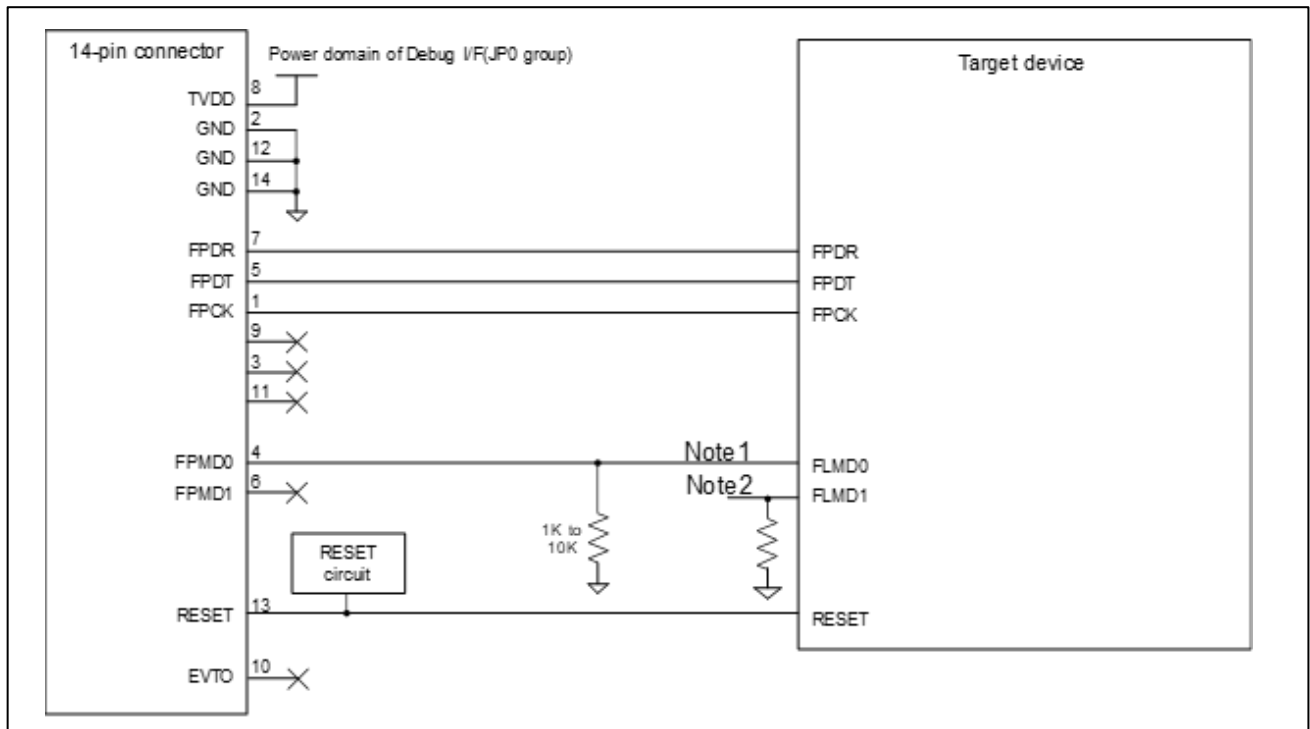 14-pin connector
Power domain of Debug I/F(JP0 group)
Target device
TVDD 8
GND 2
GND 12
GND 14
FPDR 7 FPDR
FPDT 5 FPDT
FPCK 1 FPCK
9
3
11
FPMD0 4 Note1 FLMD0
FPMD1 6 Note2 FLMD1
1K to
10K
RESET
circuit
RESET 13 RESET
EVTO 10